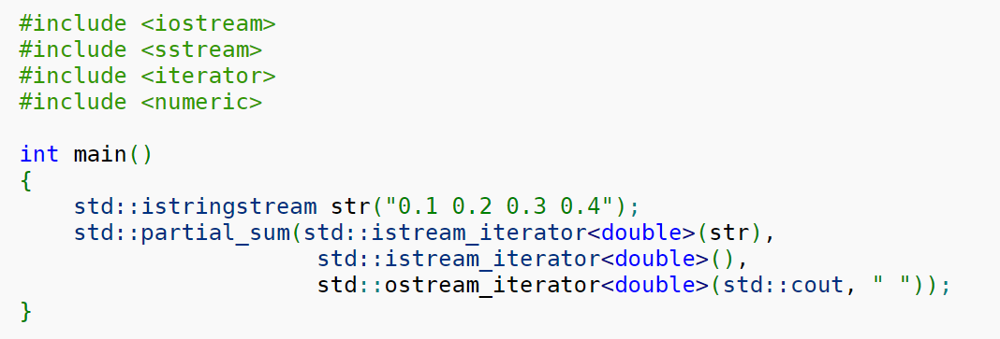 #include <iostream>
#include <sstream>
#include <iterator>
#include <numeric>

int main()
{
    std::istringstream str("0.1 0.2 0.3 0.4");
    std::partial_sum(std::istream_iterator<double>(str),
                      std::istream_iterator<double>(),
                      std::ostream_iterator<double>(std::cout, " "));
}